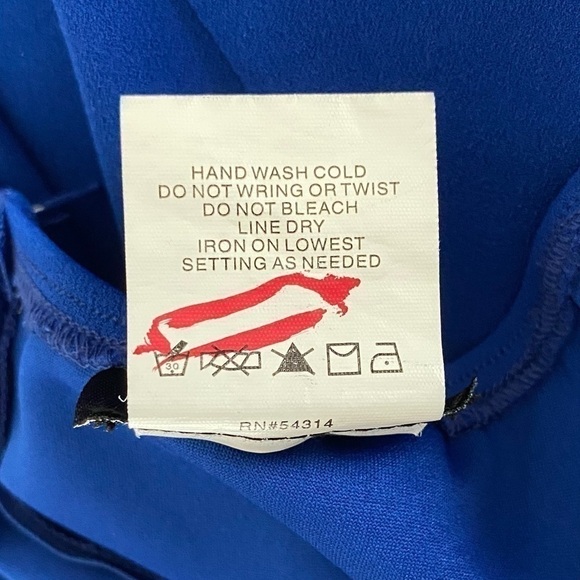 HAND WASH COLD
DO NOT WRING OR TWIST
DO NOT BLEACH
LINE DRY
IRON ON LOWEST
SETTING AS NEEDED
30
RN#54314